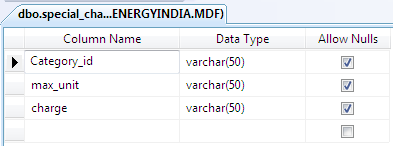 dbo.special_cha...ENERGYINDIA.MDF)
Column Name Data Type Allow Nulls
Category_id varchar(50)
max_unit varchar(50)
charge varchar(50)